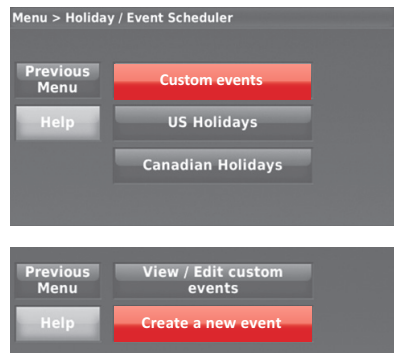 Menu > Holiday / Event Scheduler
Previous
Menu
Custom events
Help
US Holidays
Canadian Holidays
Previous
Menu
View / Edit custom
events
Help
Create a new event